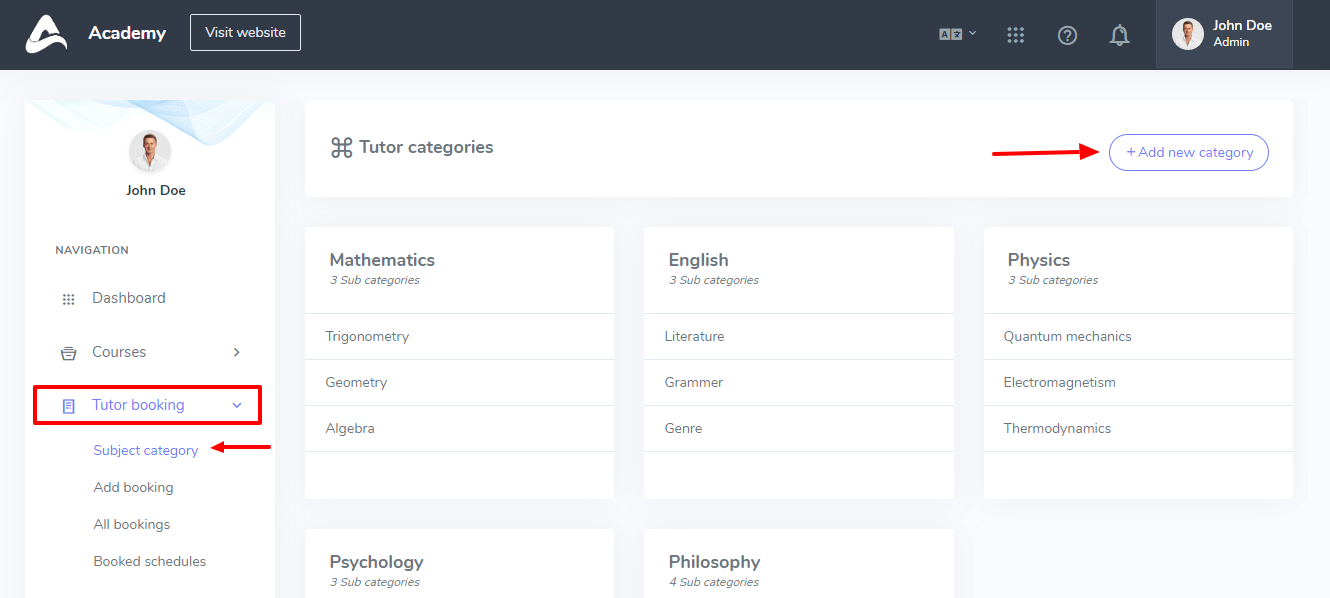 Academy
Visit website
John Doe
Admin
John Doe
NAVIGATION
Dashboard
Courses
Tutor booking
Subject category
Add booking
All bookings
Booked schedules
Tutor categories
+ Add new category
Mathematics
3 Sub categories
Trigonometry
Geometry
Algebra
English
3 Sub categories
Literature
Grammer
Genre
Physics
3 Sub categories
Quantum mechanics
Electromagnetism
Thermodynamics
Psychology
3 Sub categories
Philosophy
4 Sub categories